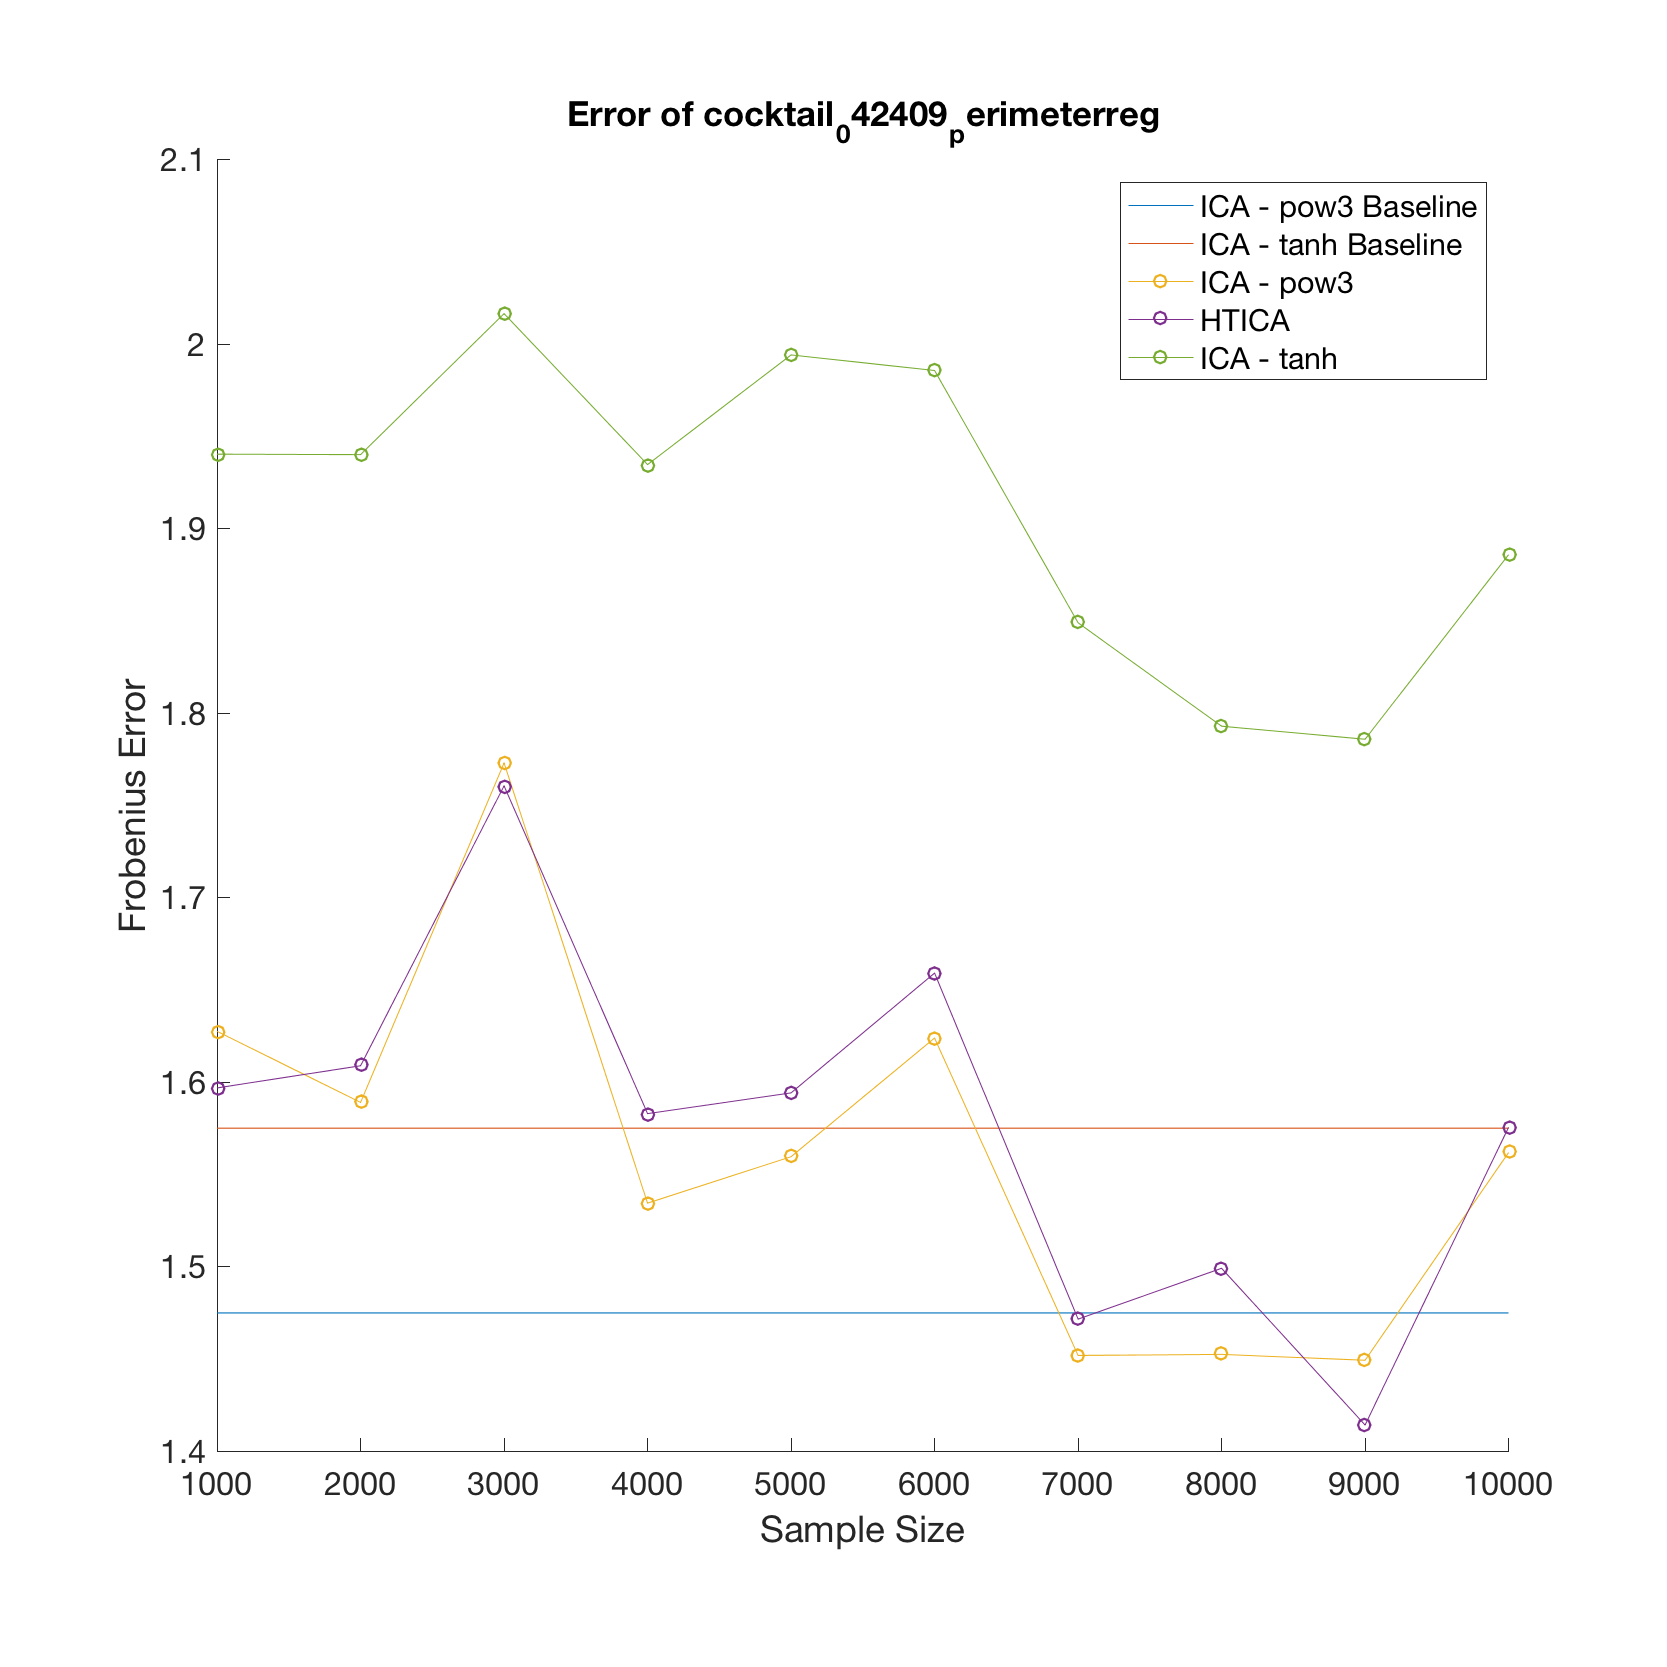 Error of cocktail₀42409ₚerimeterreg
2.1
2
1.9
1.8
1.7
1.6
1.5
1.4
Frobenius Error
ICA - pow3 Baseline
ICA - tanh Baseline
ICA - pow3
HTICA
ICA - tanh
1000 2000 3000 4000 5000 6000 7000 8000 9000 10000
Sample Size